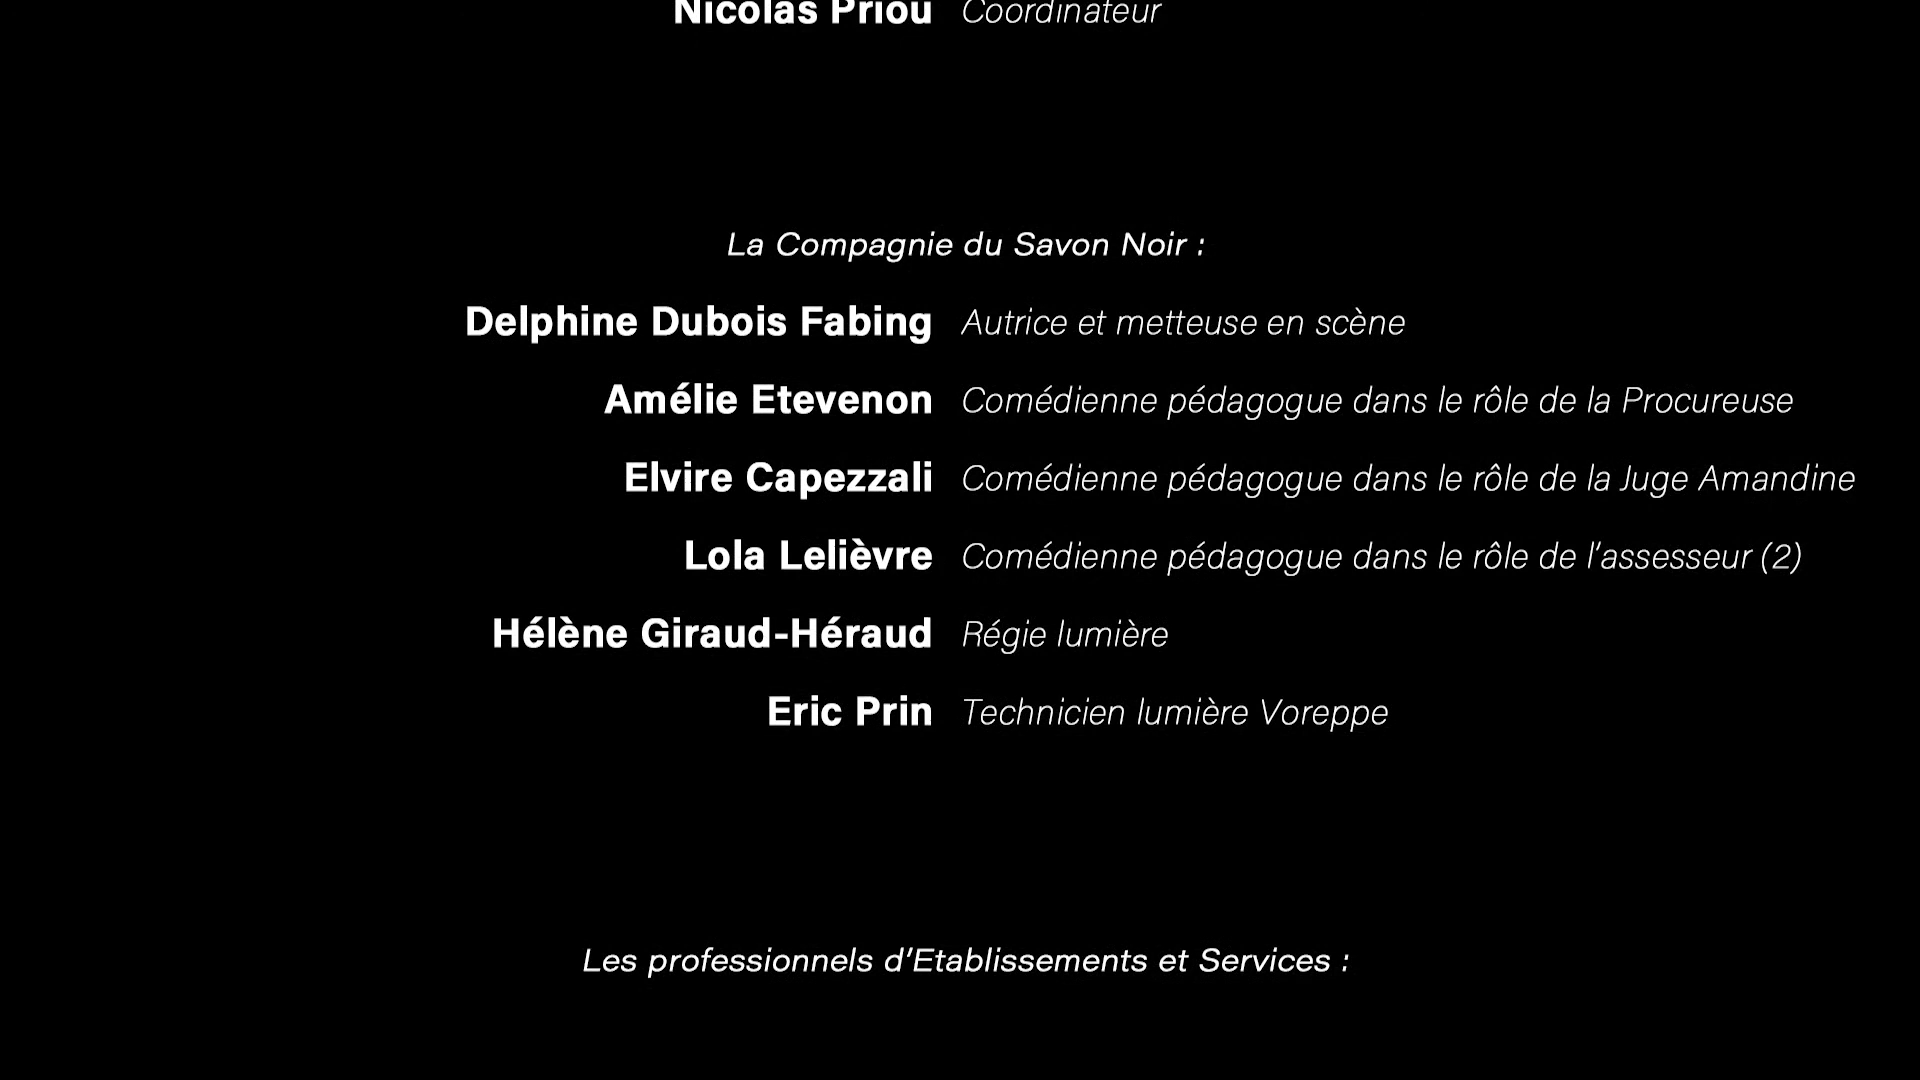 Nicolas Priou Coordinateur
La Compagnie du Savon Noir :
Delphine Dubois Fabing Autrice et metteuse en scène
Amélie Etevenon Comédienne pédagogue dans le rôle de la Procureuse
Elvire Capezzali Comédienne pédagogue dans le rôle de la Juge Amandine
Lola Lelièvre Comédienne pédagogue dans le rôle de l'assesseur (2)
Hélène Giraud-Héraud Régie lumière
Eric Prin Technicien lumière Voreppe
Les professionnels d'Etablissements et Services :